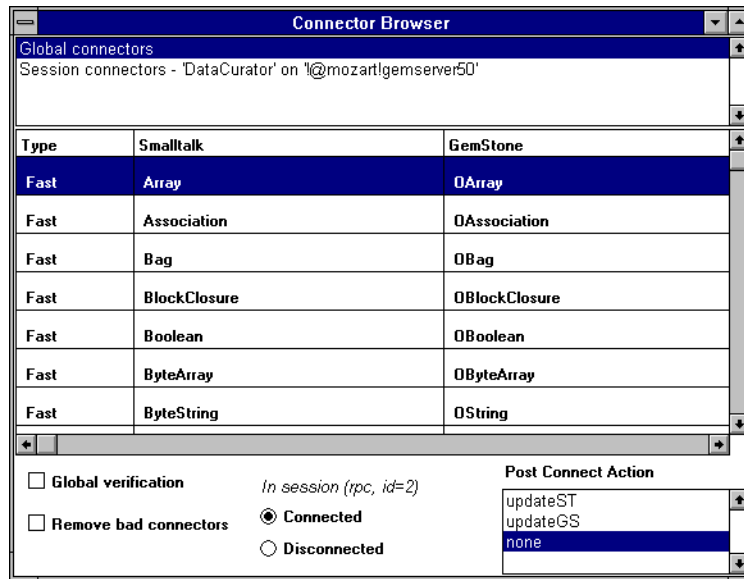 Connector Browser
Global connectors
Session connectors - 'DataCurator' on '!@mozart!gemserver50'
Type Smalltalk GemStone
Fast Array OArray
Fast Association OAssociation
Fast Bag OBag
Fast BlockClosure OBlockClosure
Fast Boolean OBoolean
Fast ByteArray OByteArray
Fast ByteString OString
Global verification
Remove bad connectors
In session (rpc, id=2)
Connected
Disconnected
Post Connect Action
updateST
updateGS
none